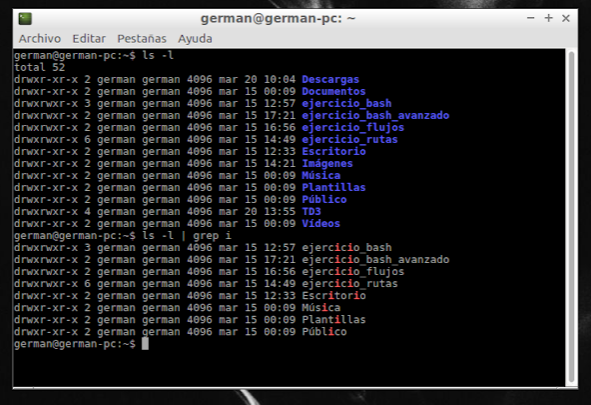 german@german-pc: ~
Archivo Editar Pestañas Ayuda
german@german-pc:~$ ls -l
total 52
drwxr-xr-x 2 german german 4096 mar 20 10:04 Descargas
drwxr-xr-x 2 german german 4096 mar 15 00:09 Documentos
drwxrwxr-x 3 german german 4096 mar 15 12:57 ejercicio_bash
drwxrwxr-x 2 german german 4096 mar 15 17:21 ejercicio_bash_avanzado
drwxrwxr-x 2 german german 4096 mar 15 16:56 ejercicio_flujos
drwxrwxr-x 6 german german 4096 mar 15 14:49 ejercicio_rutas
drwxr-xr-x 2 german german 4096 mar 15 12:33 Escritorio
drwxr-xr-x 2 german german 4096 mar 15 14:21 Imágenes
drwxr-xr-x 2 german german 4096 mar 15 00:09 Música
drwxr-xr-x 2 german german 4096 mar 15 00:09 Plantillas
drwxr-xr-x 2 german german 4096 mar 15 00:09 Público
drwxrwxr-x 4 german german 4096 mar 20 13:55 TD3
drwxr-xr-x 2 german german 4096 mar 15 00:09 Vídeos
german@german-pc:~$ ls -l | grep i
drwxrwxr-x 3 german german 4096 mar 15 12:57 ejercicio_bash
drwxrwxr-x 2 german german 4096 mar 15 17:21 ejercicio_bash_avanzado
drwxrwxr-x 2 german german 4096 mar 15 16:56 ejercicio_flujos
drwxrwxr-x 6 german german 4096 mar 15 14:49 ejercicio_rutas
drwxr-xr-x 2 german german 4096 mar 15 12:33 Escritorio
drwxr-xr-x 2 german german 4096 mar 15 00:09 Música
drwxr-xr-x 2 german german 4096 mar 15 00:09 Plantillas
drwxr-xr-x 2 german german 4096 mar 15 00:09 Público
german@german-pc:~$